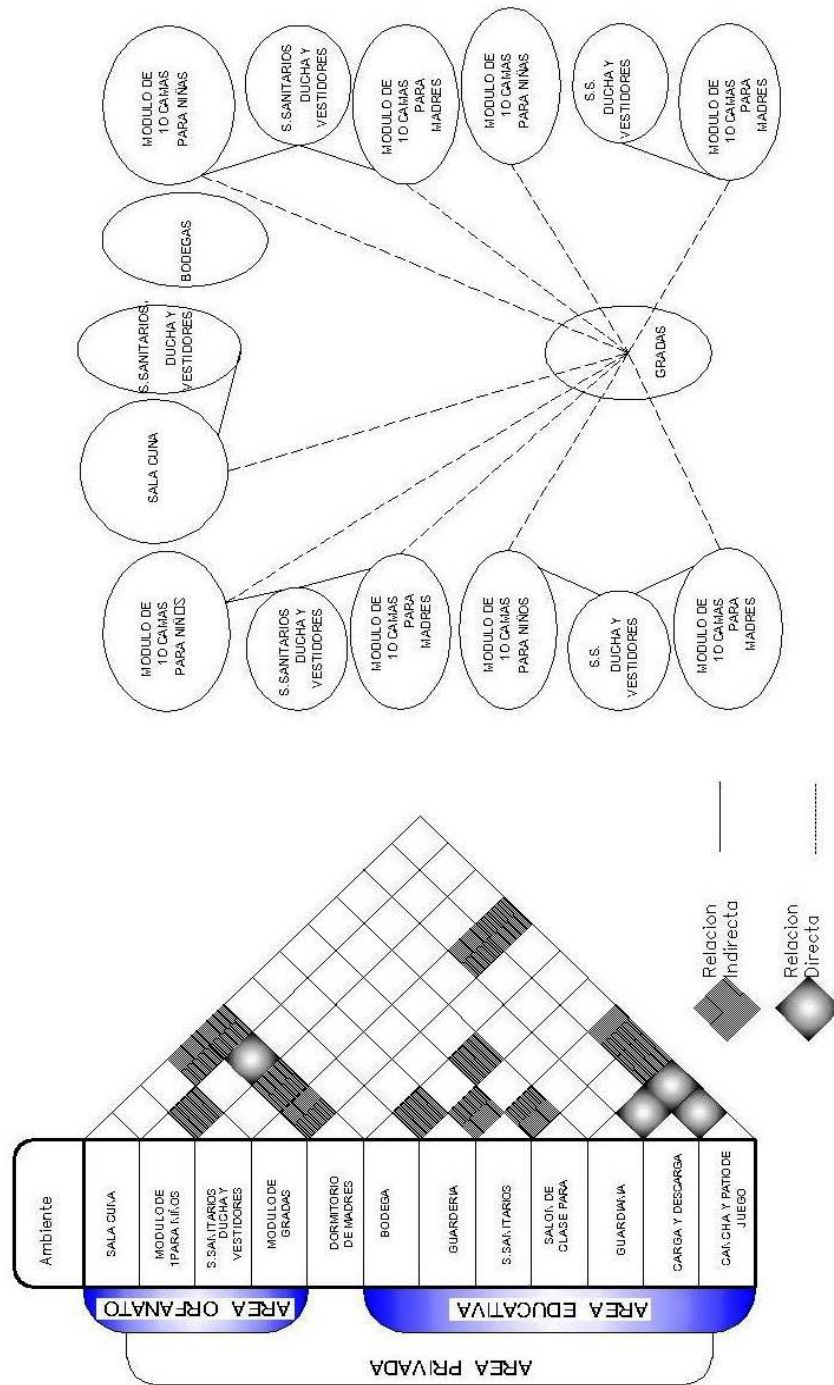 Ambiente
SALA CUNA
MODULO DE
1PARA NIÑOS
S.SANITARIOS
DUCHA Y
VESTIDORES
MODULO DE
GRADAS
DORMITORIO
DE MADRES
BODEGA
GUARDERIA
S.SANITARIOS
SALON DE
CLASE PARA
GUARDIANIA
CARGA Y DESCARGA
CANCHA Y PATIO DE
JUEGO
AREA ORFANATO
AREA EDUCATIVA
AREA PRIVADA
Relacion
Indirecta
Relacion
Directa
MODULO DE
10 CAMAS
PARA NIÑOS
S.SANITARIOS
DUCHA Y
VESTIDORES
MODULO DE
10 CAMAS
PARA
MADRES
MODULO DE
10 CAMAS
PARA NIÑOS
S.S.
DUCHA Y
VESTIDORES
MODULO DE
10 CAMAS
PARA
MADRES
SALA CUNA
S.SANITARIOS,
DUCHA Y
VESTIDORES
BODEGAS
GRADAS
MODULO DE
10 CAMAS
PARA NIÑAS
S.SANITARIOS
DUCHA Y
VESTIDORES
MODULO DE
10 CAMAS
PARA
MADRES
MODULO DE
10 CAMAS
PARA NIÑAS
S.S.
DUCHA Y
VESTIDORES
MODULO DE
10 CAMAS
PARA
MADRES